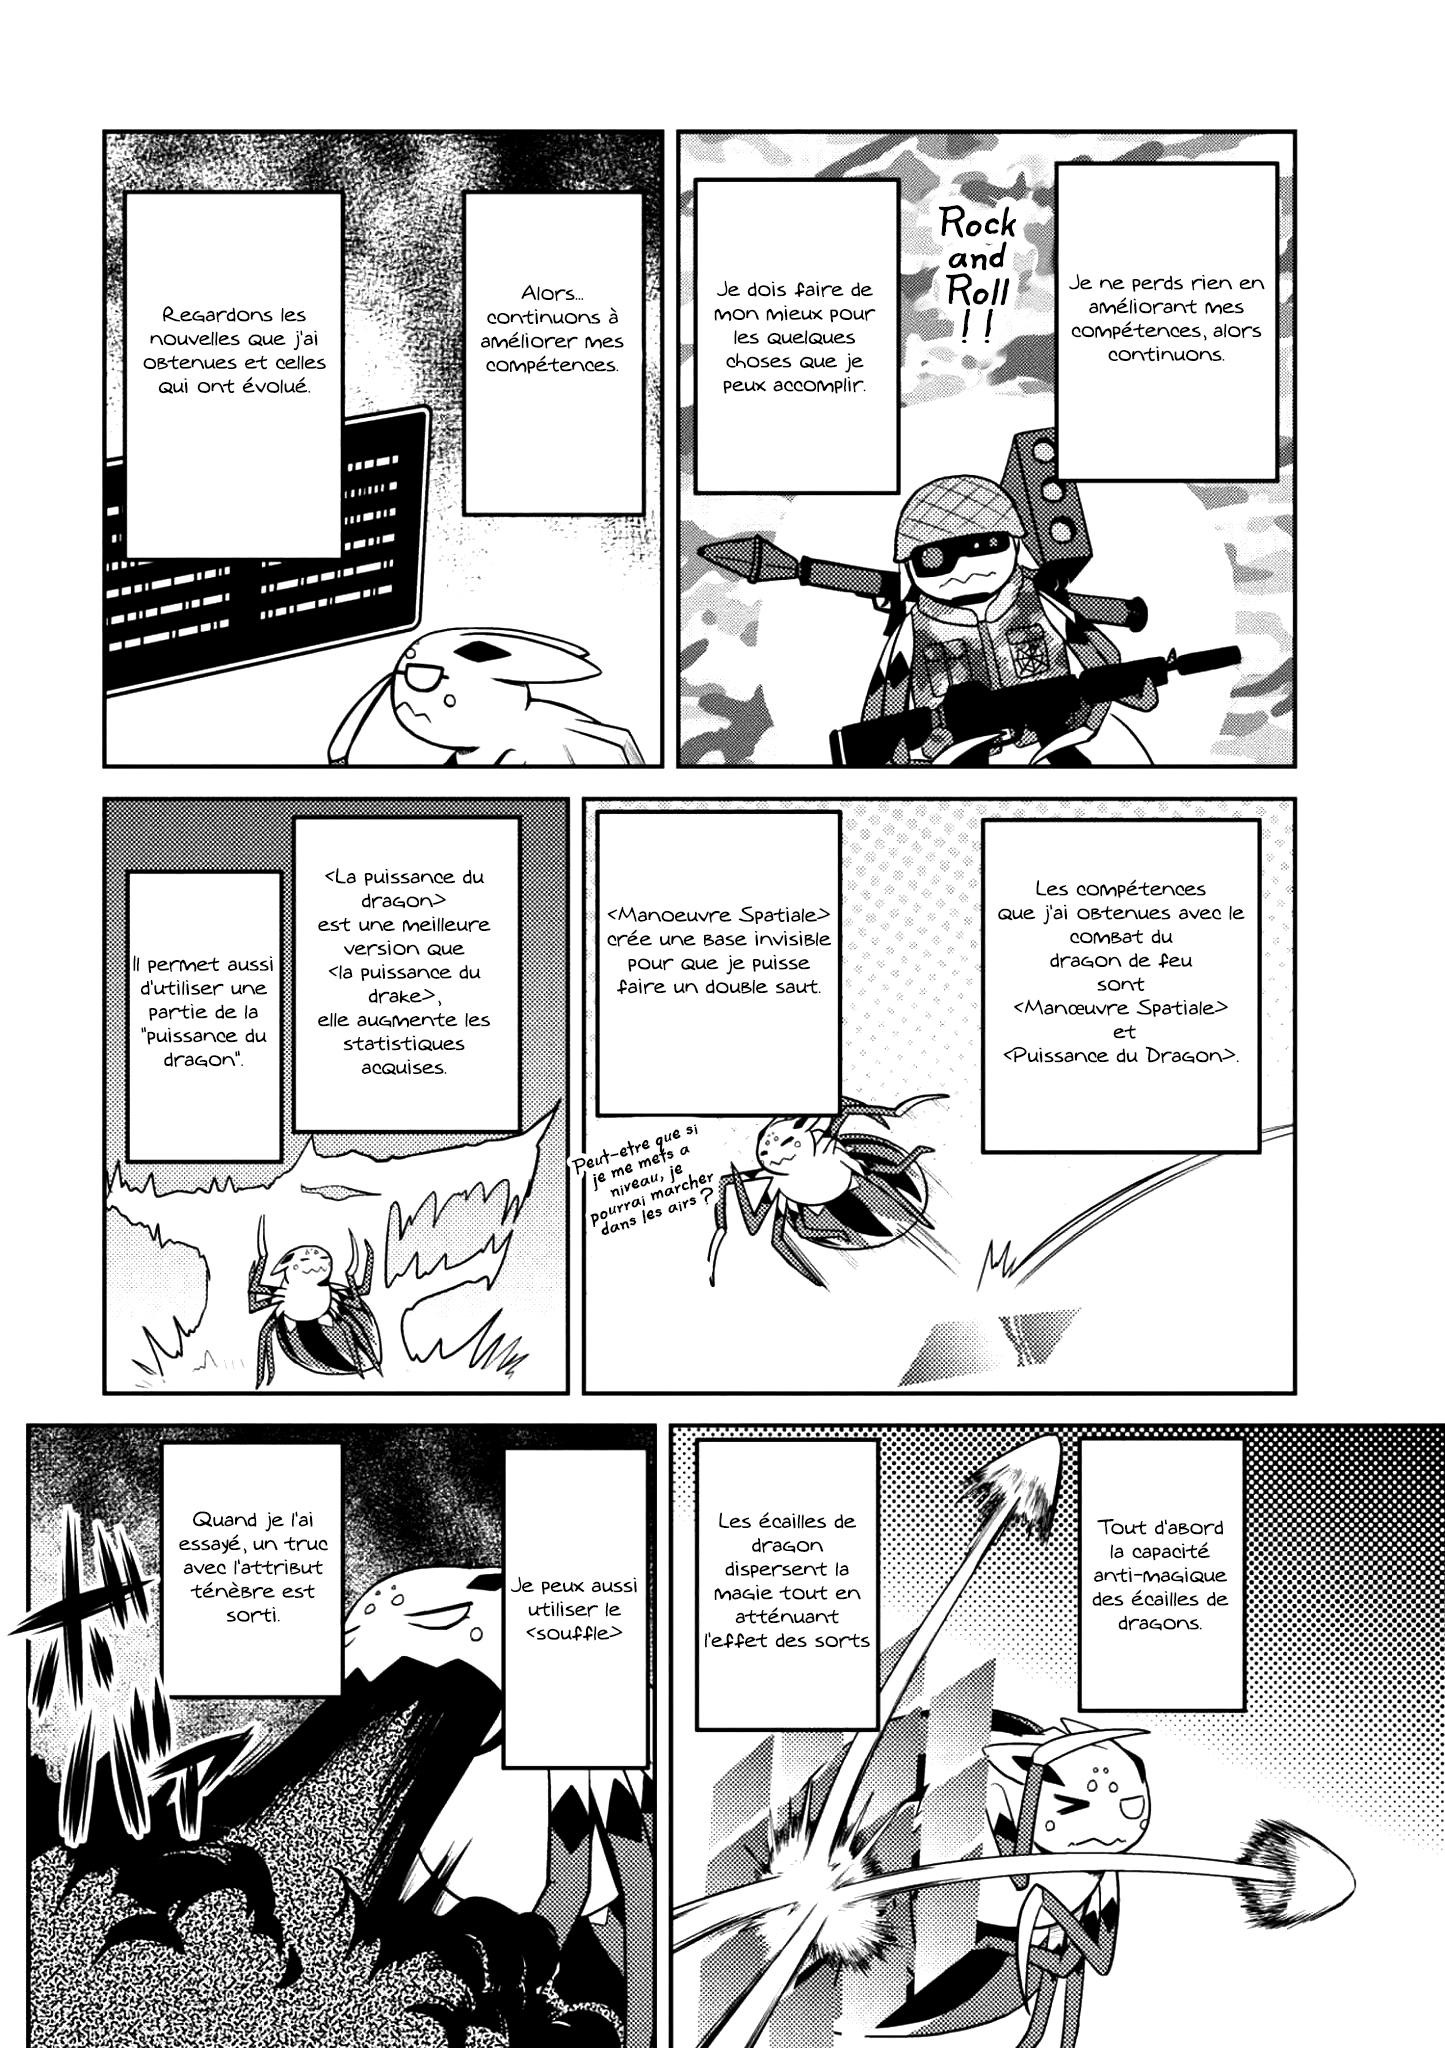 Je ne perds rien en
améliorant mes
compétences, alors
continuons.
Rock
and
Roll
!!
Je dois faire de
mon mieux pour
les quelques
choses que je
peux accomplir.
Alors...
continuons à
améliorer mes
compétences.
Regardons les
nouvelles que j'ai
obtenues et celles
qui ont évolué.
Les compétences
que j'ai obtenues avec le
combat du
dragon de feu
sont
<Manœuvre Spatiale>
et
<Puissance du Dragon>.
<Manoeuvre Spatiale>
crée une base invisible
pour que je puisse
faire un double saut.
Peut-etre que si
je me mets a
niveau, je
pourrai marcher
dans les airs ?
<La puissance du
dragon>
est une meilleure
version que
<la puissance du
drake>,
elle augmente les
statistiques
acquises.
Il permet aussi
d'utiliser une
partie de la
"puissance du
dragon".
Tout d'abord
la capacité
anti-magique
des écailles de
dragons.
Les écailles de
dragon
dispersent la
magie tout en
atténuant
l'effet des sorts
Je peux aussi
utiliser le
<souffle>
Quand je l'ai
essayé, un truc
avec l'attribut
ténèbre est
sorti.